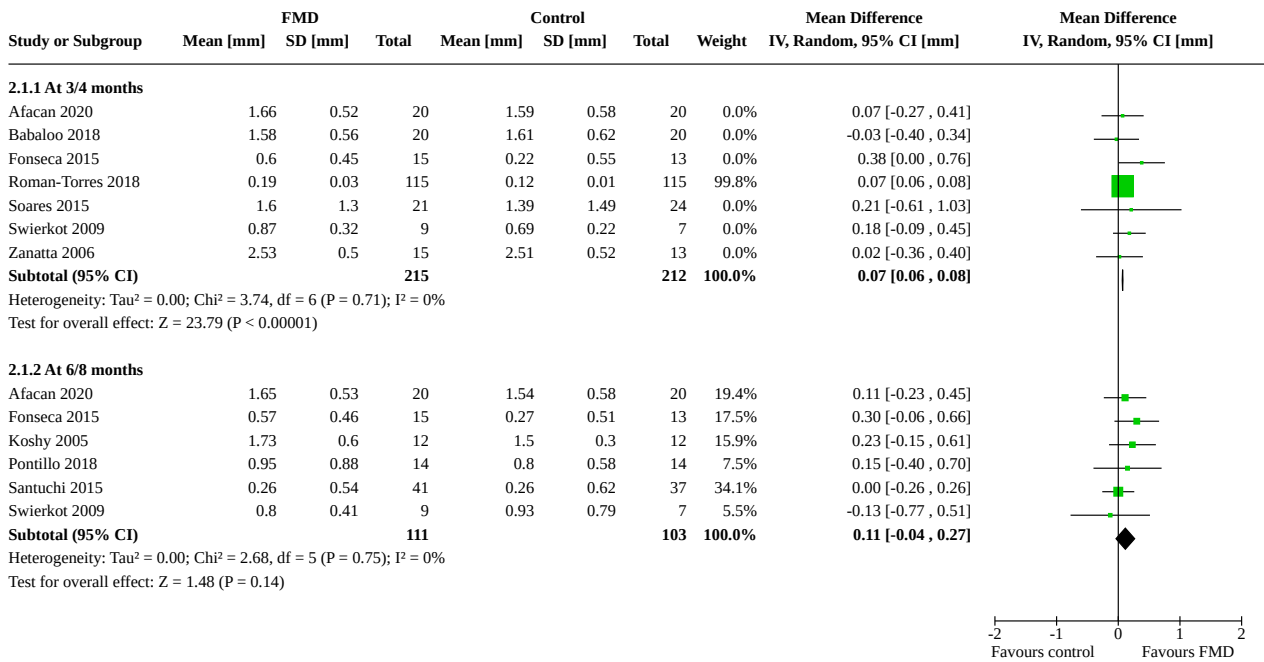 FMD Control Mean Difference Mean Difference
Study or Subgroup Mean [mm] SD [mm] Total Mean [mm] SD [mm] Total Weight IV, Random, 95% CI [mm] IV, Random, 95% CI [mm]
2.1.1 At 3/4 months
Afacan 2020 1.66 0.52 20 1.59 0.58 20 0.0% 0.07 [-0.27 , 0.41]
Babaloo 2018 1.58 0.56 20 1.61 0.62 20 0.0% -0.03 [-0.40 , 0.34]
Fonseca 2015 0.6 0.45 15 0.22 0.55 13 0.0% 0.38 [0.00 , 0.76]
Roman-Torres 2018 0.19 0.03 115 0.12 0.01 115 99.8% 0.07 [0.06 , 0.08]
Soares 2015 1.6 1.3 21 1.39 1.49 24 0.0% 0.21 [-0.61 , 1.03]
Swierkot 2009 0.87 0.32 9 0.69 0.22 7 0.0% 0.18 [-0.09 , 0.45]
Zanatta 2006 2.53 0.5 15 2.51 0.52 13 0.0% 0.02 [-0.36 , 0.40]
Subtotal (95% CI) 215 212 100.0% 0.07 [0.06 , 0.08]
Heterogeneity: Tau² = 0.00; Chi² = 3.74, df = 6 (P = 0.71); I² = 0%
Test for overall effect: Z = 23.79 (P < 0.00001)
2.1.2 At 6/8 months
Afacan 2020 1.65 0.53 20 1.54 0.58 20 19.4% 0.11 [-0.23 , 0.45]
Fonseca 2015 0.57 0.46 15 0.27 0.51 13 17.5% 0.30 [-0.06 , 0.66]
Koshy 2005 1.73 0.6 12 1.5 0.3 12 15.9% 0.23 [-0.15 , 0.61]
Pontillo 2018 0.95 0.88 14 0.8 0.58 14 7.5% 0.15 [-0.40 , 0.70]
Santuchi 2015 0.26 0.54 41 0.26 0.62 37 34.1% 0.00 [-0.26 , 0.26]
Swierkot 2009 0.8 0.41 9 0.93 0.79 7 5.5% -0.13 [-0.77 , 0.51]
Subtotal (95% CI) 111 103 100.0% 0.11 [-0.04 , 0.27]
Heterogeneity: Tau² = 0.00; Chi² = 2.68, df = 5 (P = 0.75); I² = 0%
Test for overall effect: Z = 1.48 (P = 0.14)
-2 -1 0 1 2
Favours control Favours FMD